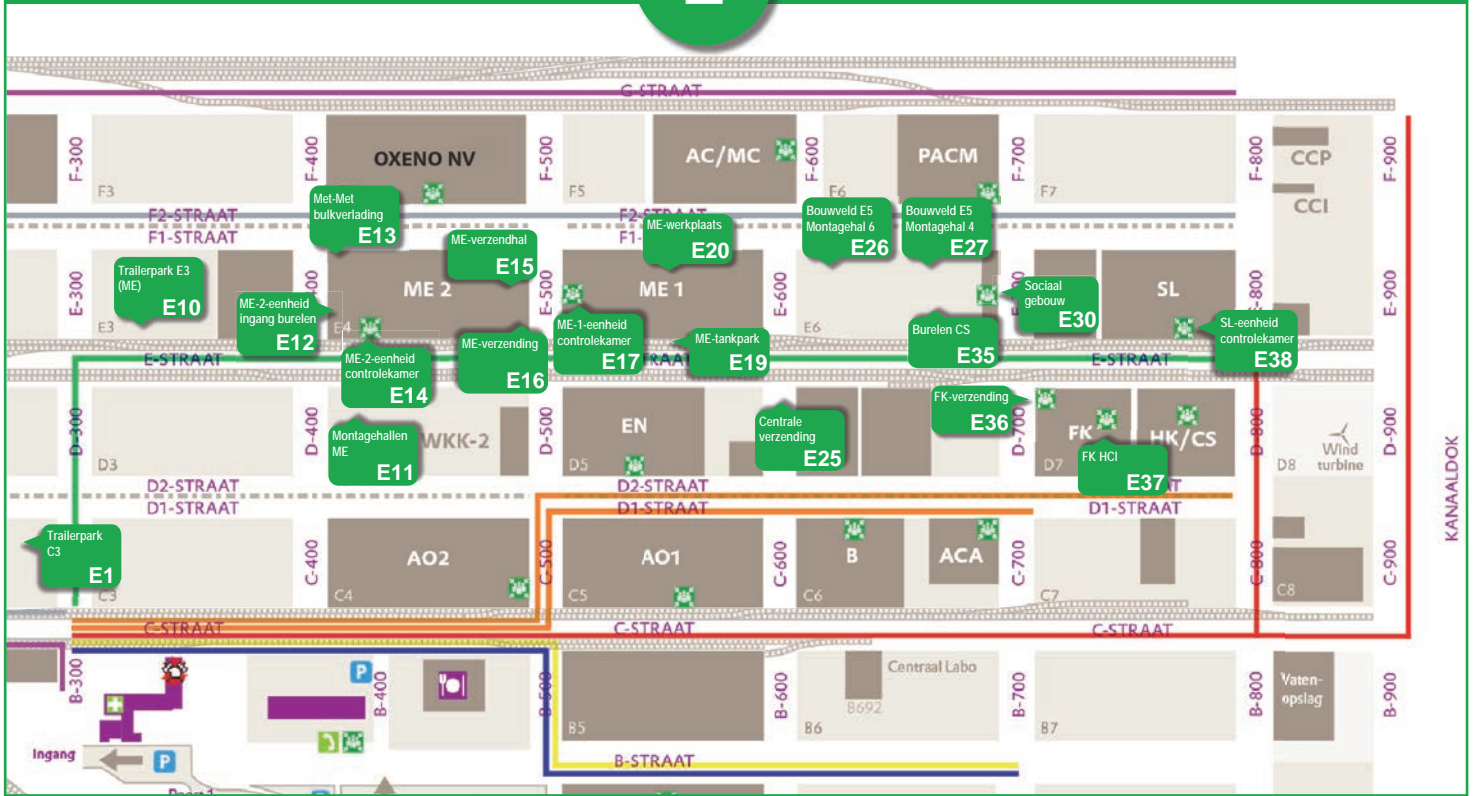 G-STRAAT
F-300
F-400
OXENO NV
F-500
AC/MC
F-600
PACM
F-700
F-800
CCP
F-900
F3
F5
F6
F7
CCI
Met-Met
bulkverlading
E13
F2-STRAAT
F1-STRAAT
F2-STRAAT
F1-
ME-werkplaats
E20
Bouwveld E5
Montagehal 6
E26
Bouwveld E5
Montagehal 4
E27
ME-verzendhal
E15
E-300
Trailerpark E3
(ME)
E10
E3
ME-2-eenheid
ingang burelen
E12
E4
ME 2
E-500
ME 1
E-600
E6
Sociaal
gebouw
E30
SL
E-800
E-900
ME-2-eenheid
controlekamer
E14
ME-verzending
E16
ME-1-eenheid
controlekamer
E17
ME-tankpark
E19
Burelen CS
E35
SL-eenheid
controlekamer
E38
E-STRAAT
E-STRAAT
D-300
D-400
Montagehallen
ME
E11
WKK-2
D-500
EN
D5
Centrale
verzending
E25
FK-verzending
E36
D-700
FK
D7
HK/CS
FK HCl
E37
D-800
D8
Wind
turbine
D-900
D3
D2-STRAAT
D1-STRAAT
D2-STRAAT
D1-STRAAT
D1-STRAAT
KANAALDOK
Trailerpark
C3
E1
C3
C-400
AO2
C4
C-500
AO1
C5
C-600
B
C6
ACA
C-700
C7
C-800
C8
C-900
C-STRAAT
C-STRAAT
C-STRAAT
B-300
P
B-400
B-500
B5
B-600
Centraal Labo
B692
B6
B-700
B7
B-800
Vaten-
opslag
B-900
Ingang
P
B-STRAAT